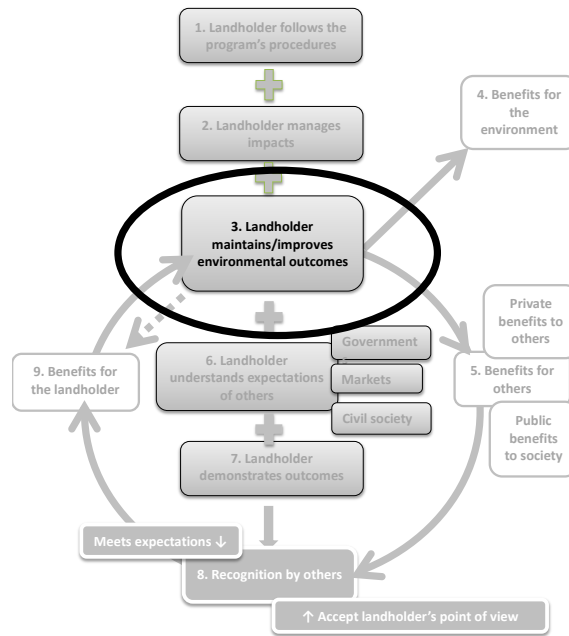 1. Landholder follows the
program's procedures
2. Landholder manages
impacts
4. Benefits for
the
environment
3. Landholder
maintains/improves
environmental outcomes
Private
benefits to
others
9. Benefits for
the landholder
6. Landholder
understands expectations
of others
Government
Markets
Civil society
5. Benefits for
others
Public
benefits
to society
7. Landholder
demonstrates outcomes
Meets expectations ↓
8. Recognition by others
↑ Accept landholder's point of view